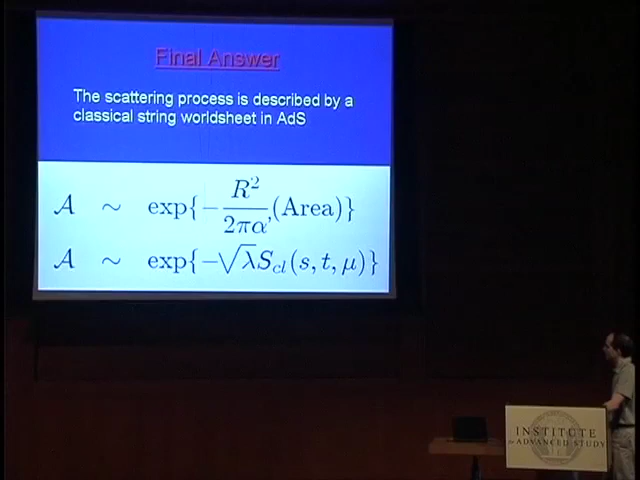 Final Answer
The scattering process is described by a
classical string worldsheet in AdS
𝒜 ~ exp{−R²/2πα′ (Area)}
𝒜 ~ exp{−√λ S_cl(s, t, μ)}
INSTITUTE
for ADVANCED STUDY